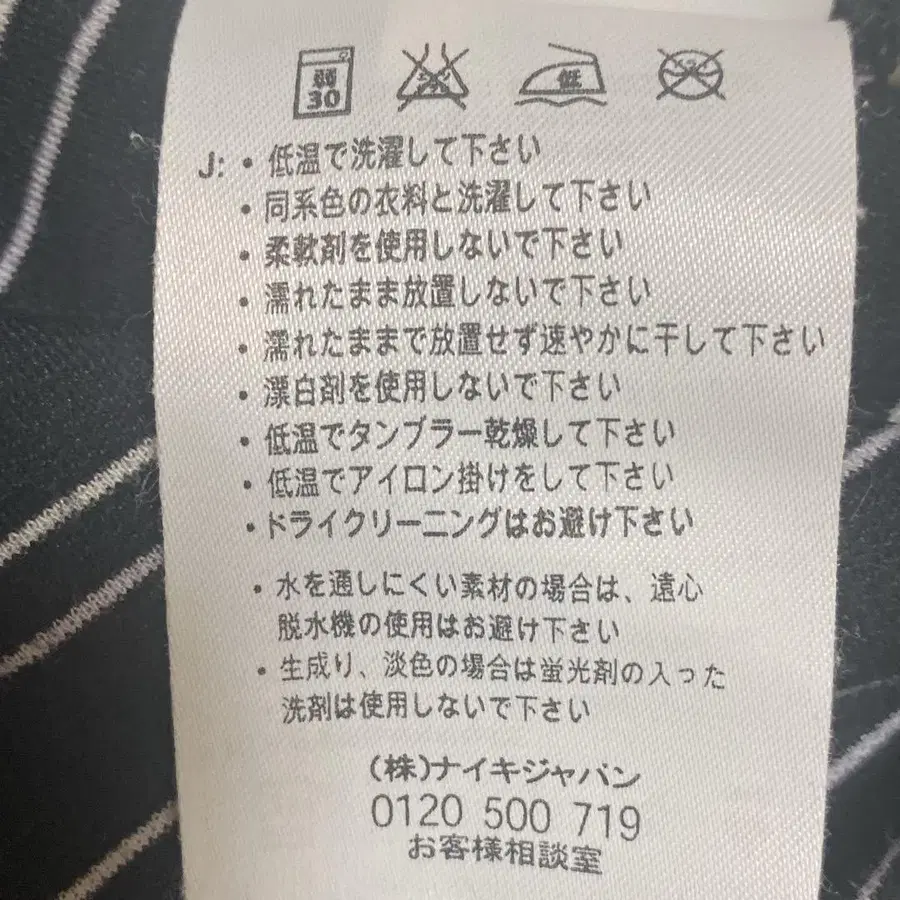 弱
30
低
J: • 低温で洗濯して下さい
• 同系色の衣料と洗濯して下さい
• 柔軟剤を使用しないで下さい
• 濡れたまま放置しないで下さい
• 濡れたままで放置せず速やかに干して下さい
• 漂白剤を使用しないで下さい
• 低温でタンブラー乾燥して下さい
• 低温でアイロン掛けをして下さい
• ドライクリーニングはお避け下さい
• 水を通しにくい素材の場合は、遠心
脱水機の使用はお避け下さい
• 生成り、淡色の場合は蛍光剤の入った
洗剤は使用しないで下さい
(株)ナイキジャパン
0120 500 719
お客様相談室